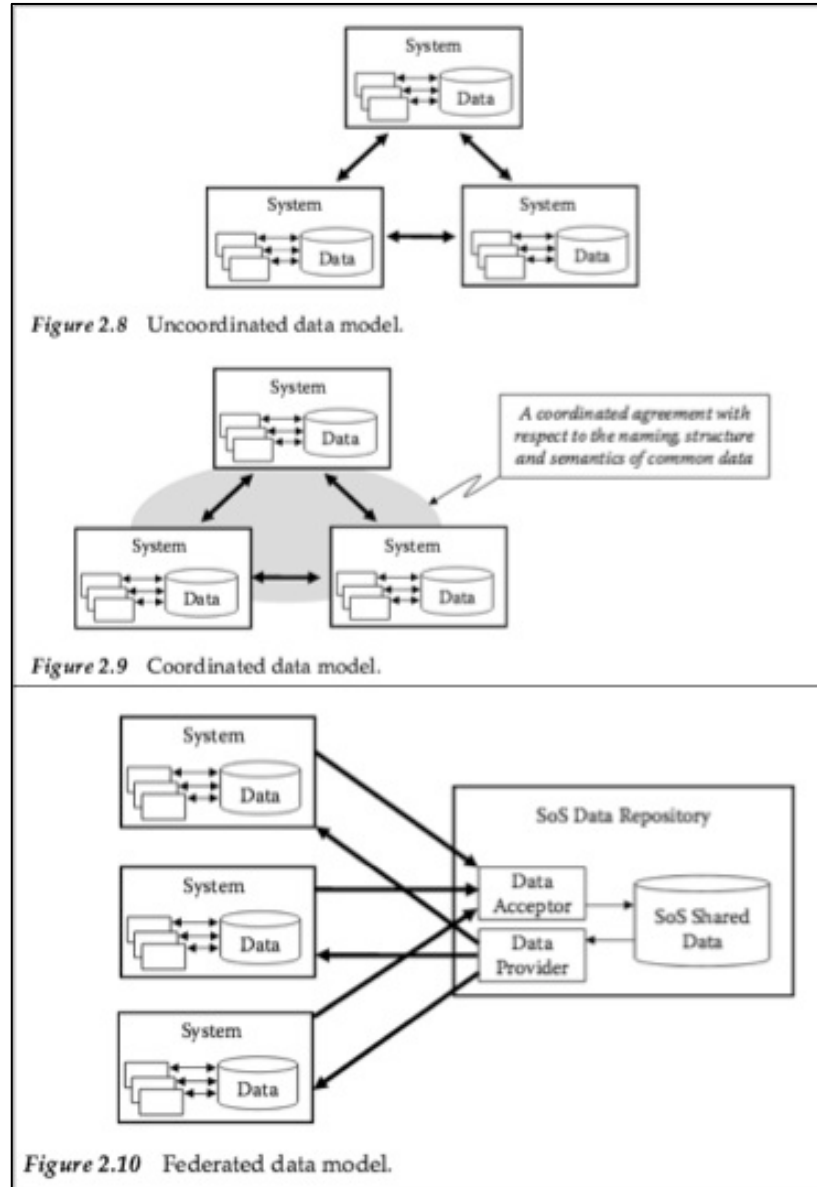 System
Data
System
Data
System
Data
Figure 2.8 Uncoordinated data model.
System
Data
A coordinated agreement with
respect to the naming, structure
and semantics of common data
System
Data
System
Data
Figure 2.9 Coordinated data model.
System
Data
SoS Data Repository
System
Data
Data
Acceptor
SoS Shared
Data
Data
Provider
System
Data
Figure 2.10 Federated data model.